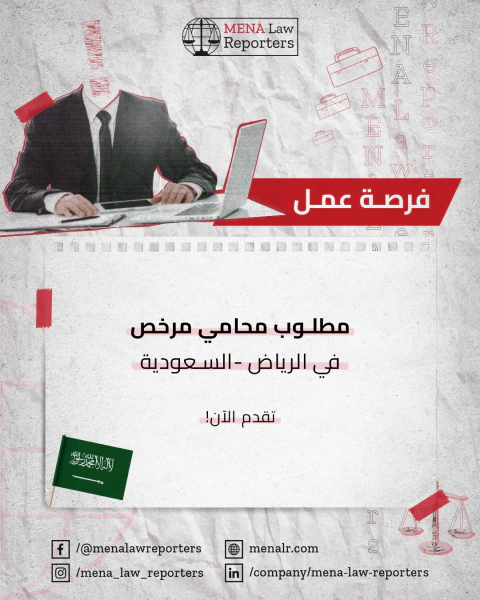 MENA Law
Reporters
فرصة عمل
مطلوب محامي مرخص
في الرياض - السعودية
تقدم الآن!
/@menalawreporters
menalr.com
/mena_law_reporters
/company/mena-law-reporters